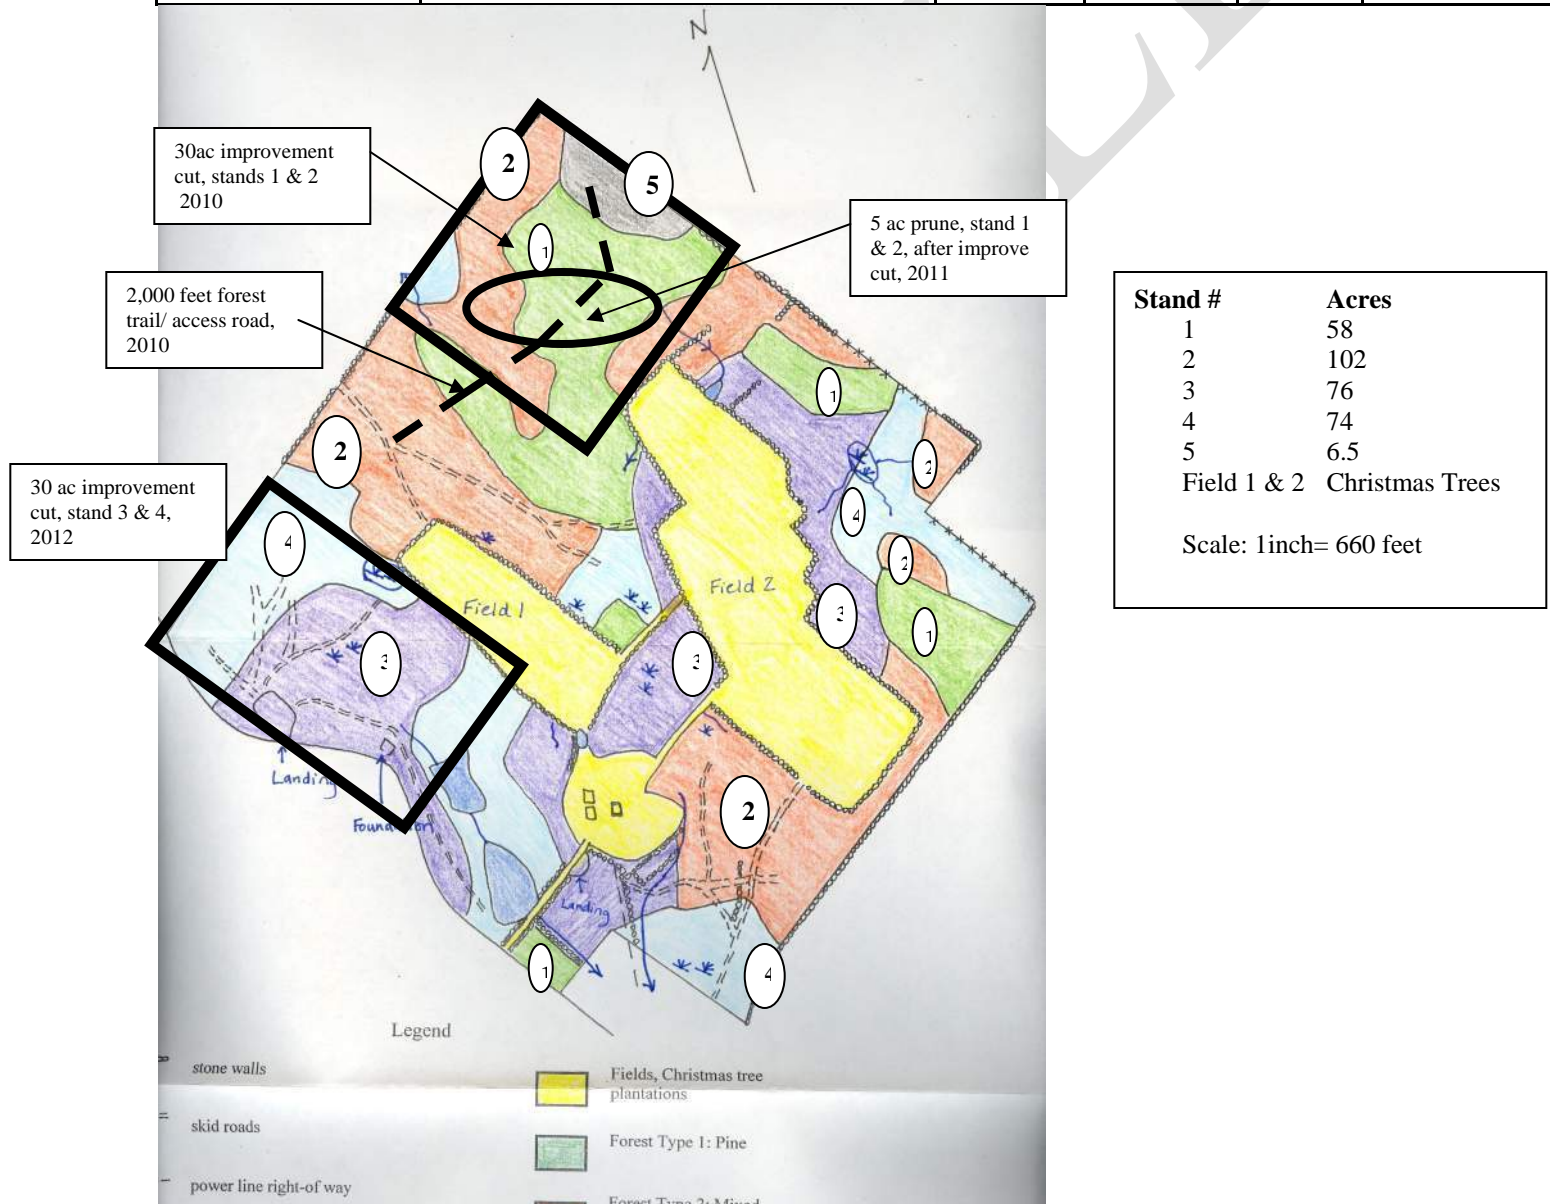 N
30ac improvement
cut, stands 1 & 2
2010
2
5
1
5 ac prune, stand 1
& 2, after improve
cut, 2011
2,000 feet forest
trail/ access road,
2010
Stand # Acres
1 58
2 102
3 76
4 74
5 6.5
Field 1 & 2 Christmas Trees
Scale: 1inch= 660 feet
1
2
2
30 ac improvement
cut, stand 3 & 4,
2012
4
4
2
Field 1
Field 2
3
1
3
3
Landing
Foundation
2
Landing
1
4
Legend
stone walls
Fields, Christmas tree
plantations
skid roads
Forest Type 1: Pine
power line right-of way
Forest Type 2: Mixed